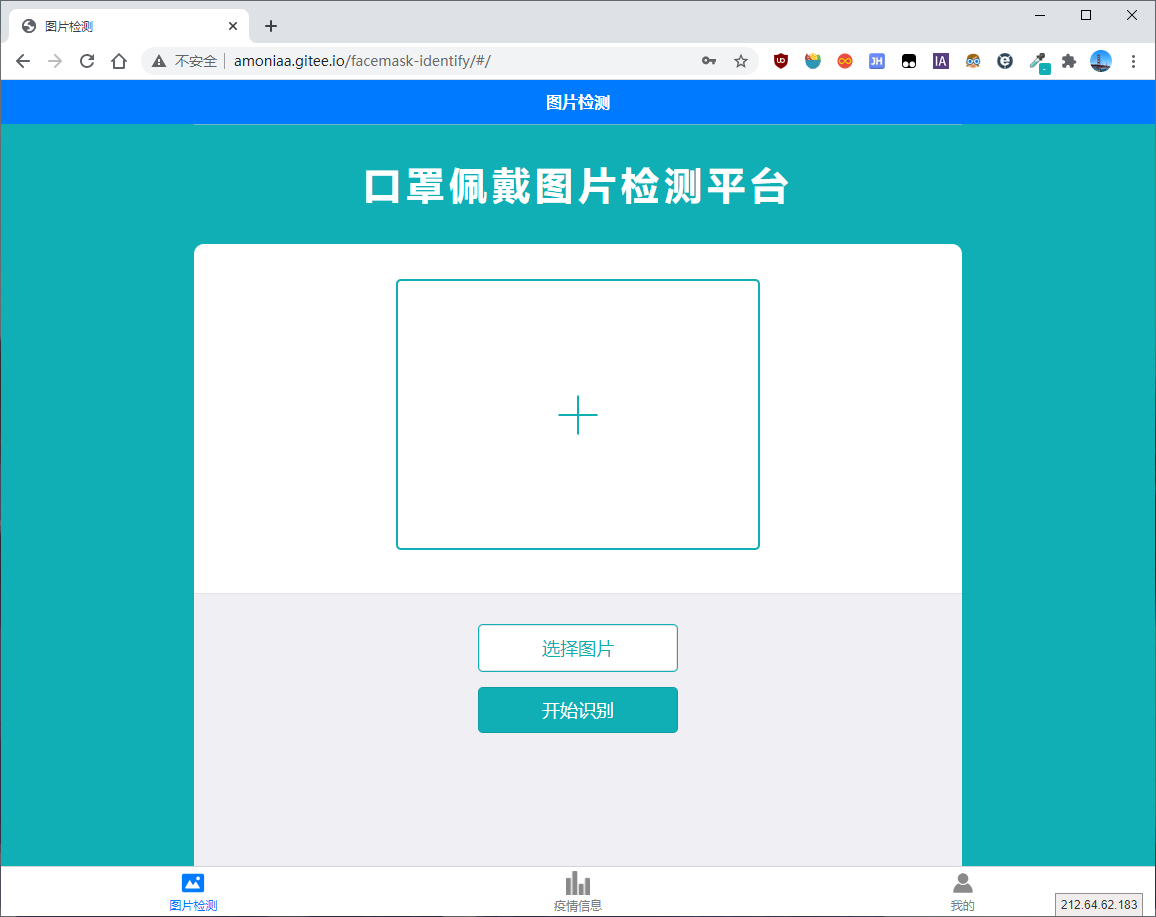 图片检测
不安全 amoniaa.gitee.io/facemask-identify/#/
UD
JH
IA
图片检测
口罩佩戴图片检测平台
选择图片
开始识别
图片检测
疫情信息
我的
212.64.62.183